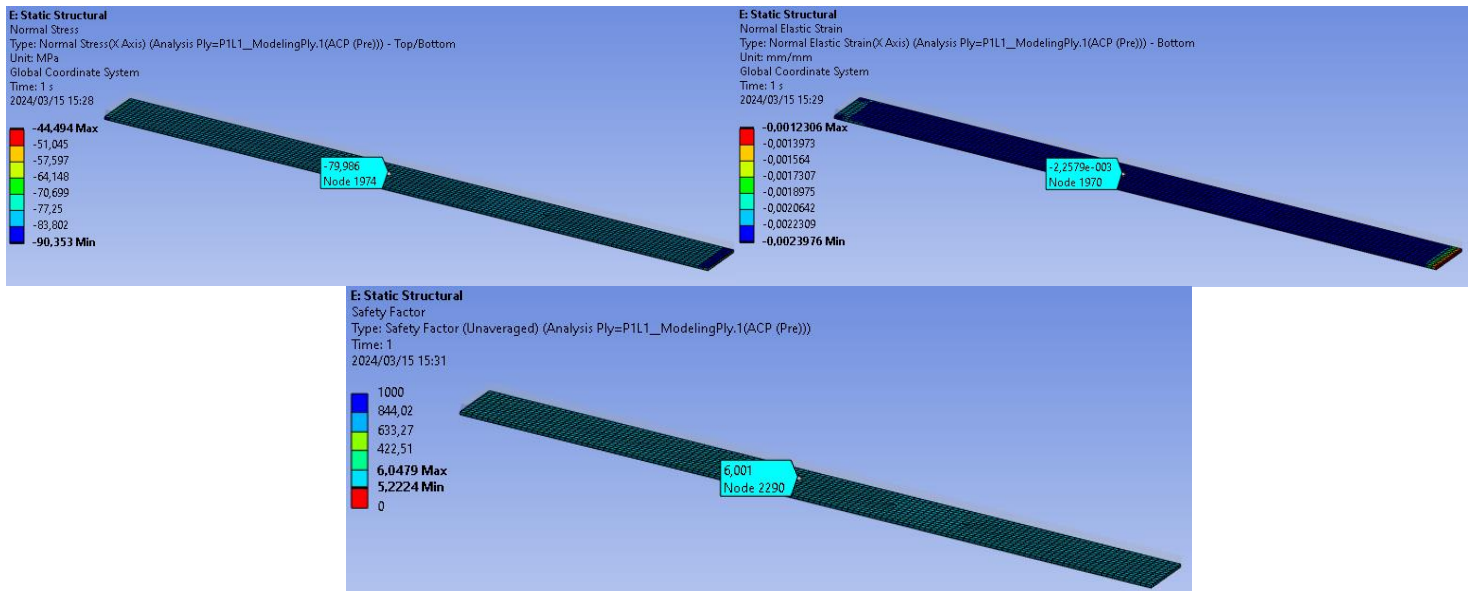 E: Static Structural
Normal Stress
Type: Normal Stress(X Axis) (Analysis Ply=P1L1__ModelingPly.1(ACP (Pre))) - Top/Bottom
Unit: MPa
Global Coordinate System
Time: 1 s
2024/03/15 15:28
-44,494 Max
-51,045
-57,597
-64,148
-70,699
-77,25
-83,802
-90,353 Min
-79,986
Node 1974
E: Static Structural
Normal Elastic Strain
Type: Normal Elastic Strain(X Axis) (Analysis Ply=P1L1__ModelingPly.1(ACP (Pre))) - Bottom
Unit: mm/mm
Global Coordinate System
Time: 1 s
2024/03/15 15:29
-0,0012306 Max
-0,0013973
-0,001564
-0,0017307
-0,0018975
-0,0020642
-0,0022309
-0,0023976 Min
-2,2579e-003
Node 1970
E: Static Structural
Safety Factor
Type: Safety Factor (Unaveraged) (Analysis Ply=P1L1__ModelingPly.1(ACP (Pre)))
Time: 1
2024/03/15 15:31
1000
844,02
633,27
422,51
6,0479 Max
5,2224 Min
0
6,001
Node 2290